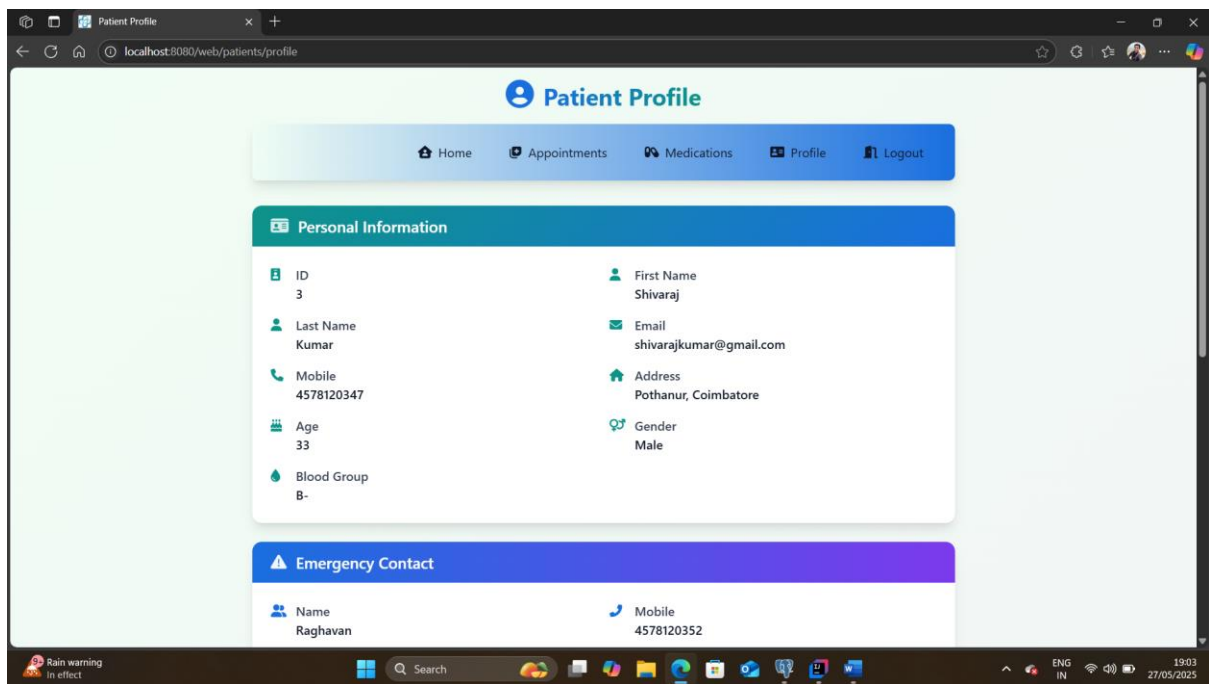 Patient Profile
localhost:8080/web/patients/profile
Patient Profile
Home Appointments Medications Profile Logout
Personal Information
ID
3
First Name
Shivaraj
Last Name
Kumar
Email
shivarajkumar@gmail.com
Mobile
4578120347
Address
Pothanur, Coimbatore
Age
33
Gender
Male
Blood Group
B-
Emergency Contact
Name
Raghavan
Mobile
4578120352
Rain warning
In effect
Search
ENG
IN
19:03
27/05/2025